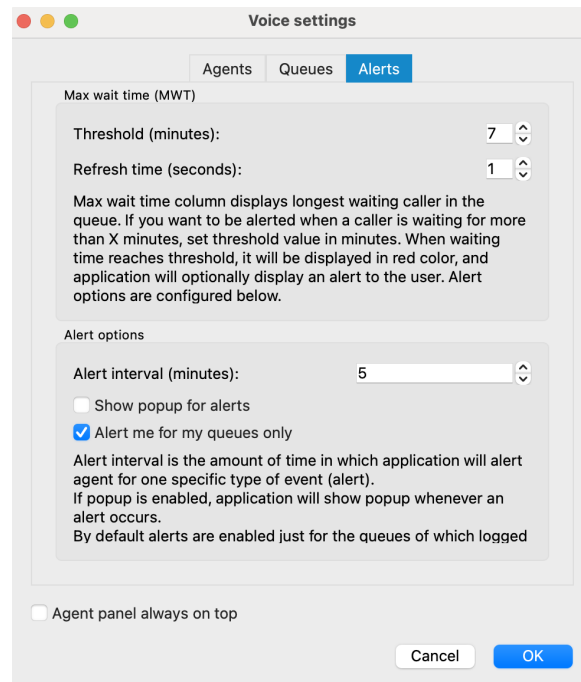 Voice settings
Agents Queues Alerts
Max wait time (MWT)
Threshold (minutes): 7
Refresh time (seconds): 1
Max wait time column displays longest waiting caller in the
queue. If you want to be alerted when a caller is waiting for more
than X minutes, set threshold value in minutes. When waiting
time reaches threshold, it will be displayed in red color, and
application will optionally display an alert to the user. Alert
options are configured below.
Alert options
Alert interval (minutes): 5
Show popup for alerts
Alert me for my queues only
Alert interval is the amount of time in which application will alert
agent for one specific type of event (alert).
If popup is enabled, application will show popup whenever an
alert occurs.
By default alerts are enabled just for the queues of which logged
Agent panel always on top
Cancel OK